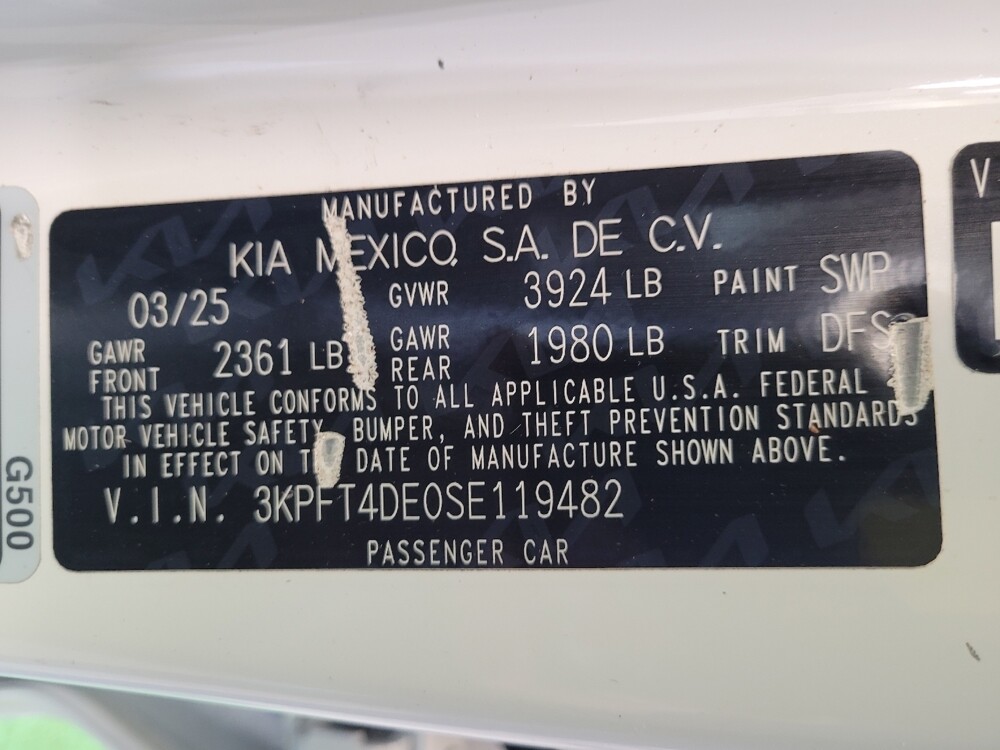 MANUFACTURED BY
KIA MEXICO, S.A. DE C.V.
03/25 GVWR 3924 LB PAINT SWP
GAWR FRONT 2361 LB GAWR REAR 1980 LB TRIM DFS
THIS VEHICLE CONFORMS TO ALL APPLICABLE U.S.A. FEDERAL
MOTOR VEHICLE SAFETY, BUMPER, AND THEFT PREVENTION STANDARDS
IN EFFECT ON DATE OF MANUFACTURE SHOWN ABOVE.
V.I.N. 3KPFT4DE0SE119482
PASSENGER CAR
G500
V